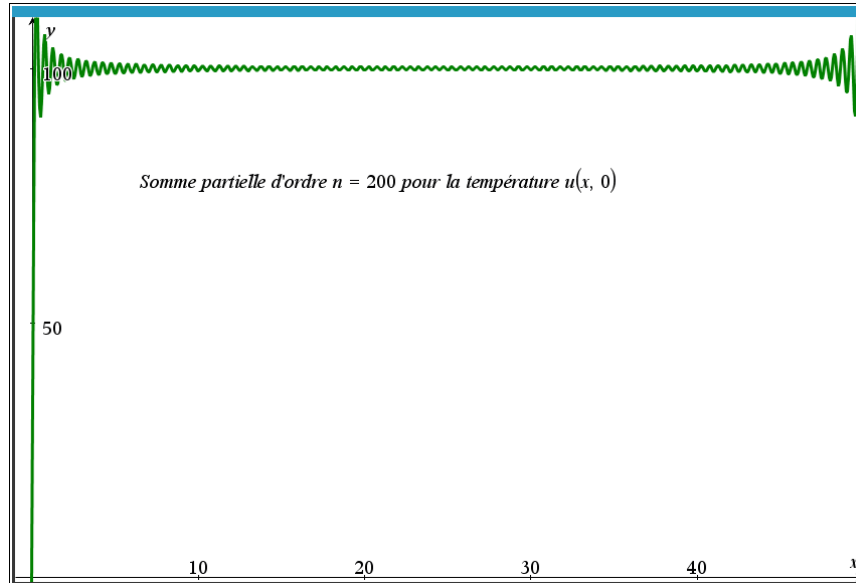 y
100
Somme partielle d'ordre n = 200 pour la température u(x, 0)
50
10 20 30 40 x